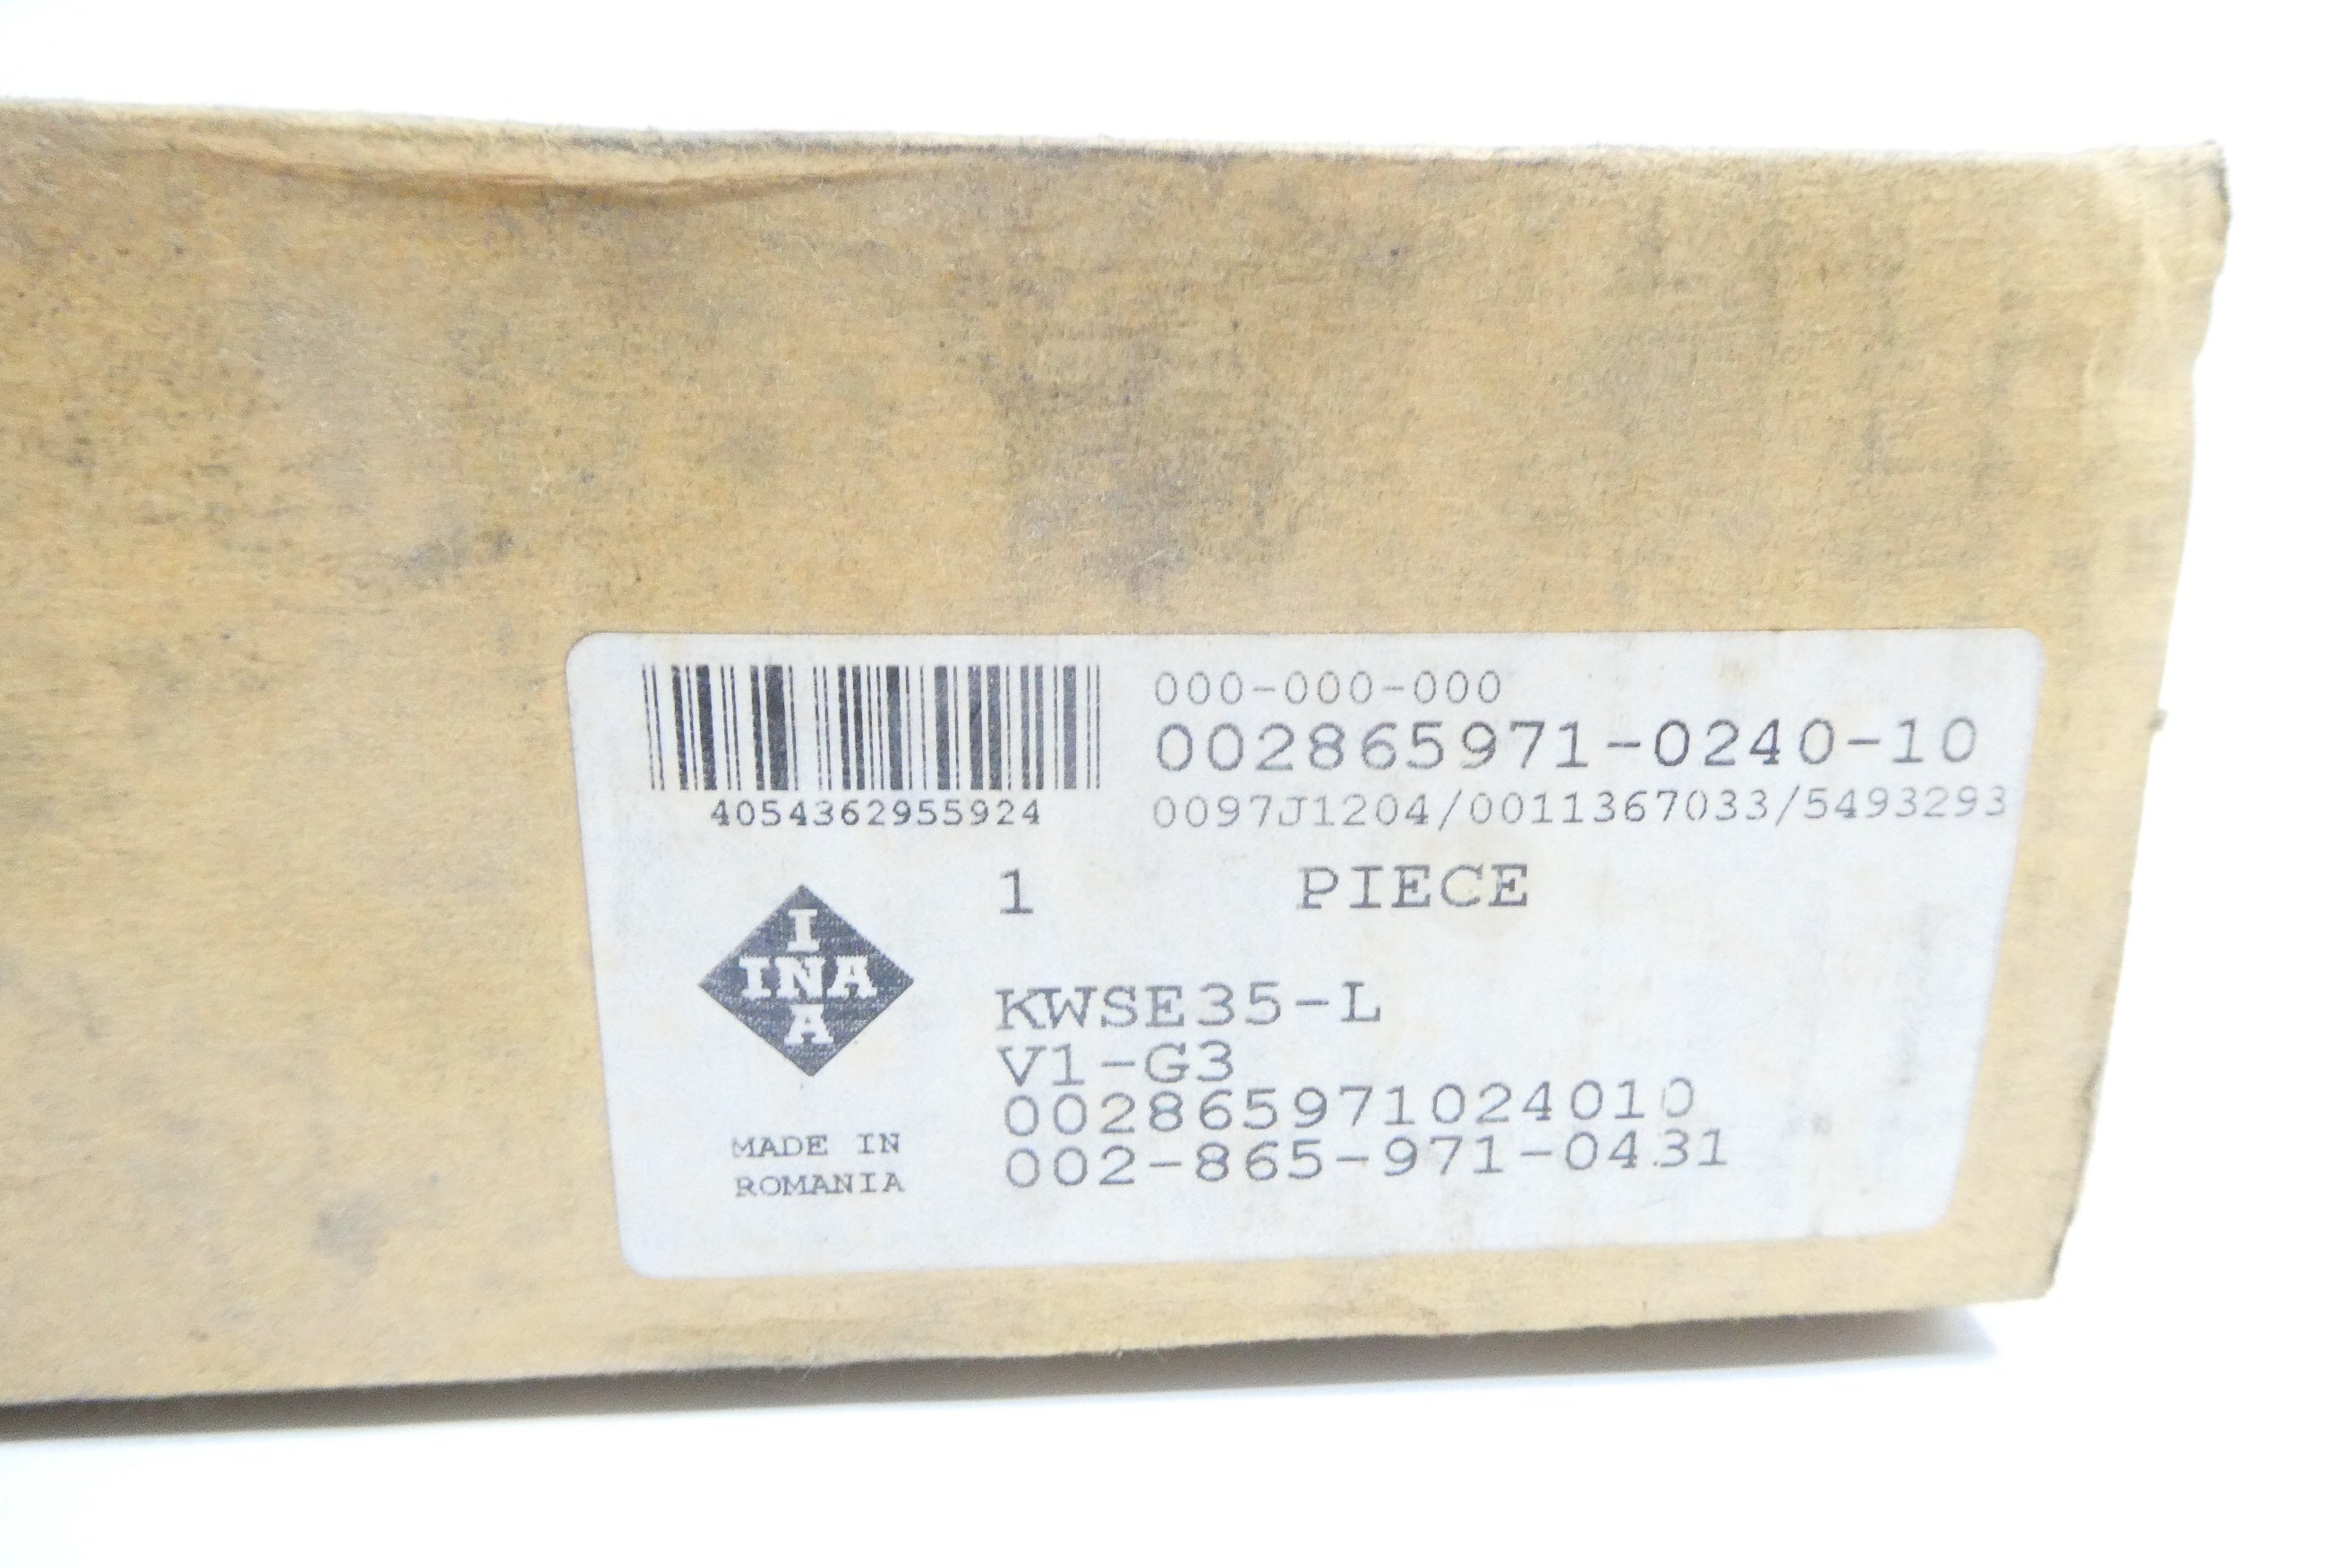 000-000-000
002865971-0240-10
4054362955924
0097J1204/0011367033/5493293
1 PIECE
I
INA
A
KWSE35-L
V1-G3
002865971024010
002-865-971-0431
MADE IN
ROMANIA